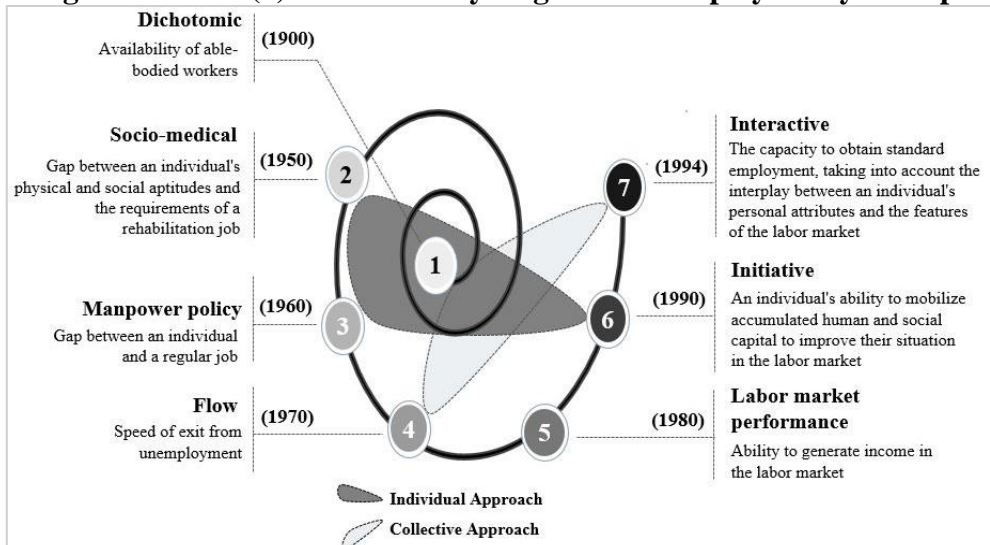 Dichotomic
(1900)
Availability of able-
bodied workers
Socio-medical
(1950)
Gap between an individual's
physical and social aptitudes and
the requirements of a
rehabilitation job
Manpower policy
(1960)
Gap between an individual
and a regular job
Flow
(1970)
Speed of exit from
unemployment
1
2
3
4
5
6
7
Interactive
(1994)
The capacity to obtain standard
employment, taking into account the
interplay between an individual's
personal attributes and the features
of the labor market
Initiative
(1990)
An individual's ability to mobilize
accumulated human and social
capital to improve their situation
in the labor market
Labor market
performance
(1980)
Ability to generate income in
the labor market
Individual Approach
Collective Approach